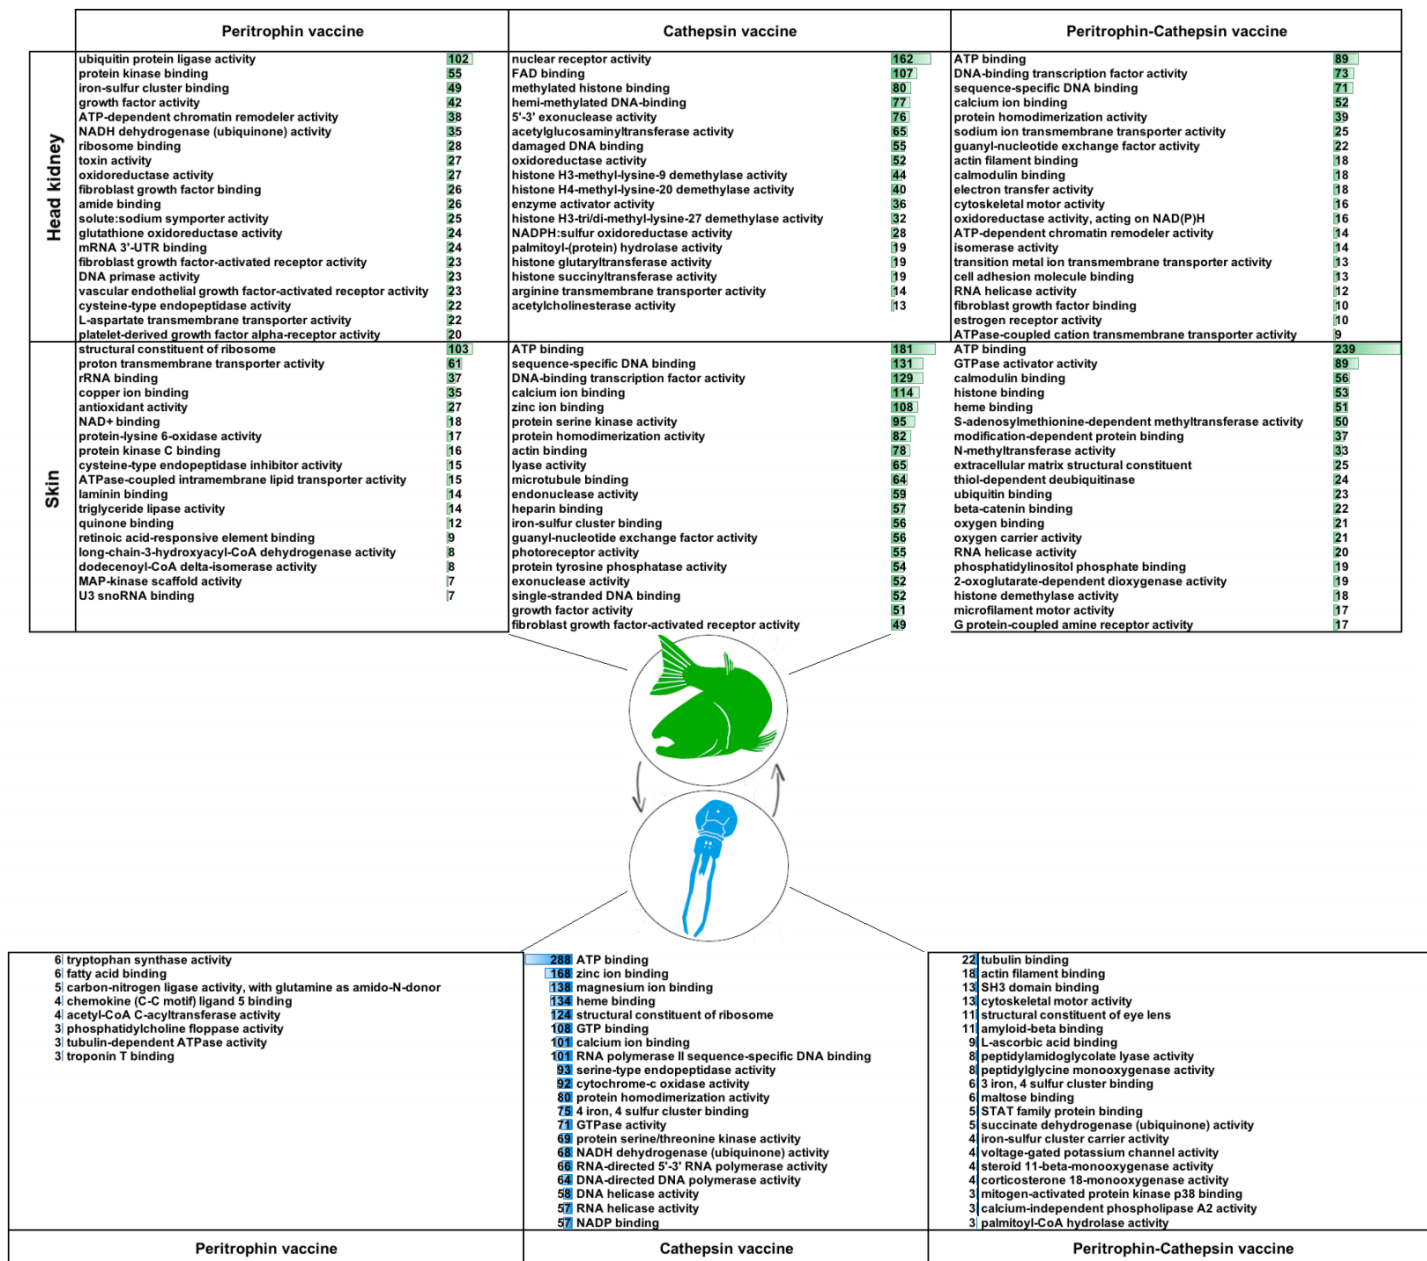 Peritrophin vaccine
Cathepsin vaccine
Peritrophin-Cathepsin vaccine
Head kidney
ubiquitin protein ligase activity 102
protein kinase binding 55
iron-sulfur cluster binding 49
growth factor activity 42
ATP-dependent chromatin remodeler activity 38
NADH dehydrogenase (ubiquinone) activity 35
ribosome binding 28
toxin activity 27
oxidoreductase activity 27
fibroblast growth factor binding 26
amide binding 26
solute:sodium symporter activity 25
glutathione oxidoreductase activity 24
mRNA 3'-UTR binding 24
fibroblast growth factor-activated receptor activity 23
DNA primase activity 23
vascular endothelial growth factor-activated receptor activity 23
cysteine-type endopeptidase activity 22
L-aspartate transmembrane transporter activity 22
platelet-derived growth factor alpha-receptor activity 20
nuclear receptor activity 162
FAD binding 107
methylated histone binding 80
hemi-methylated DNA-binding 77
5'-3' exonuclease activity 76
acetylglucosaminyltransferase activity 65
damaged DNA binding 55
oxidoreductase activity 52
histone H3-methyl-lysine-9 demethylase activity 44
histone H4-methyl-lysine-20 demethylase activity 40
enzyme activator activity 36
histone H3-tri/di-methyl-lysine-27 demethylase activity 32
NADPH:sulfur oxidoreductase activity 28
palmitoyl-(protein) hydrolase activity 19
histone glutaryltransferase activity 19
histone succinyltransferase activity 19
arginine transmembrane transporter activity 14
acetylcholinesterase activity 13
ATP binding 89
DNA-binding transcription factor activity 73
sequence-specific DNA binding 71
calcium ion binding 52
protein homodimerization activity 39
sodium ion transmembrane transporter activity 25
guanyl-nucleotide exchange factor activity 22
actin filament binding 18
calmodulin binding 18
electron transfer activity 18
cytoskeletal motor activity 16
oxidoreductase activity, acting on NAD(P)H 16
ATP-dependent chromatin remodeler activity 14
isomerase activity 14
transition metal ion transmembrane transporter activity 13
cell adhesion molecule binding 13
RNA helicase activity 12
fibroblast growth factor binding 10
estrogen receptor activity 10
ATPase-coupled cation transmembrane transporter activity 9
Skin
structural constituent of ribosome 103
proton transmembrane transporter activity 61
rRNA binding 37
copper ion binding 35
antioxidant activity 27
NAD+ binding 18
protein-lysine 6-oxidase activity 17
protein kinase C binding 16
cysteine-type endopeptidase inhibitor activity 15
ATPase-coupled intramembrane lipid transporter activity 15
laminin binding 14
triglyceride lipase activity 14
quinone binding 12
retinoic acid-responsive element binding 9
long-chain-3-hydroxyacyl-CoA dehydrogenase activity 8
dodecenoyl-CoA delta-isomerase activity 8
MAP-kinase scaffold activity 7
U3 snoRNA binding 7
ATP binding 181
sequence-specific DNA binding 131
DNA-binding transcription factor activity 129
calcium ion binding 114
zinc ion binding 108
protein serine kinase activity 95
protein homodimerization activity 82
actin binding 78
lyase activity 65
microtubule binding 64
endonuclease activity 59
heparin binding 57
iron-sulfur cluster binding 56
guanyl-nucleotide exchange factor activity 56
photoreceptor activity 55
protein tyrosine phosphatase activity 54
exonuclease activity 52
single-stranded DNA binding 52
growth factor activity 51
fibroblast growth factor-activated receptor activity 49
ATP binding 239
GTPase activator activity 89
calmodulin binding 56
histone binding 53
heme binding 51
S-adenosylmethionine-dependent methyltransferase activity 50
modification-dependent protein binding 37
N-methyltransferase activity 33
extracellular matrix structural constituent 25
thiol-dependent deubiquitinase 24
ubiquitin binding 23
beta-catenin binding 22
oxygen binding 21
oxygen carrier activity 21
RNA helicase activity 20
phosphatidylinositol phosphate binding 19
2-oxoglutarate-dependent dioxygenase activity 19
histone demethylase activity 18
microfilament motor activity 17
G protein-coupled amine receptor activity 17
6 tryptophan synthase activity
6 fatty acid binding
5 carbon-nitrogen ligase activity, with glutamine as amido-N-donor
4 chemokine (C-C motif) ligand 5 binding
4 acetyl-CoA C-acyltransferase activity
3 phosphatidylcholine floppase activity
3 tubulin-dependent ATPase activity
3 troponin T binding
288 ATP binding
168 zinc ion binding
138 magnesium ion binding
134 heme binding
124 structural constituent of ribosome
108 GTP binding
101 calcium ion binding
101 RNA polymerase II sequence-specific DNA binding
93 serine-type endopeptidase activity
92 cytochrome-c oxidase activity
80 protein homodimerization activity
75 4 iron, 4 sulfur cluster binding
71 GTPase activity
69 protein serine/threonine kinase activity
68 NADH dehydrogenase (ubiquinone) activity
66 RNA-directed 5'-3' RNA polymerase activity
64 DNA-directed DNA polymerase activity
58 DNA helicase activity
57 RNA helicase activity
57 NADP binding
22 tubulin binding
18 actin filament binding
13 SH3 domain binding
13 cytoskeletal motor activity
11 structural constituent of eye lens
11 amyloid-beta binding
9 L-ascorbic acid binding
8 peptidylamidoglycolate lyase activity
8 peptidylglycine monooxygenase activity
6 3 iron, 4 sulfur cluster binding
6 maltose binding
5 STAT family protein binding
5 succinate dehydrogenase (ubiquinone) activity
4 iron-sulfur cluster carrier activity
4 voltage-gated potassium channel activity
4 steroid 11-beta-monooxygenase activity
4 corticosterone 18-monooxygenase activity
3 mitogen-activated protein kinase p38 binding
3 calcium-independent phospholipase A2 activity
3 palmitoyl-CoA hydrolase activity
Peritrophin vaccine
Cathepsin vaccine
Peritrophin-Cathepsin vaccine